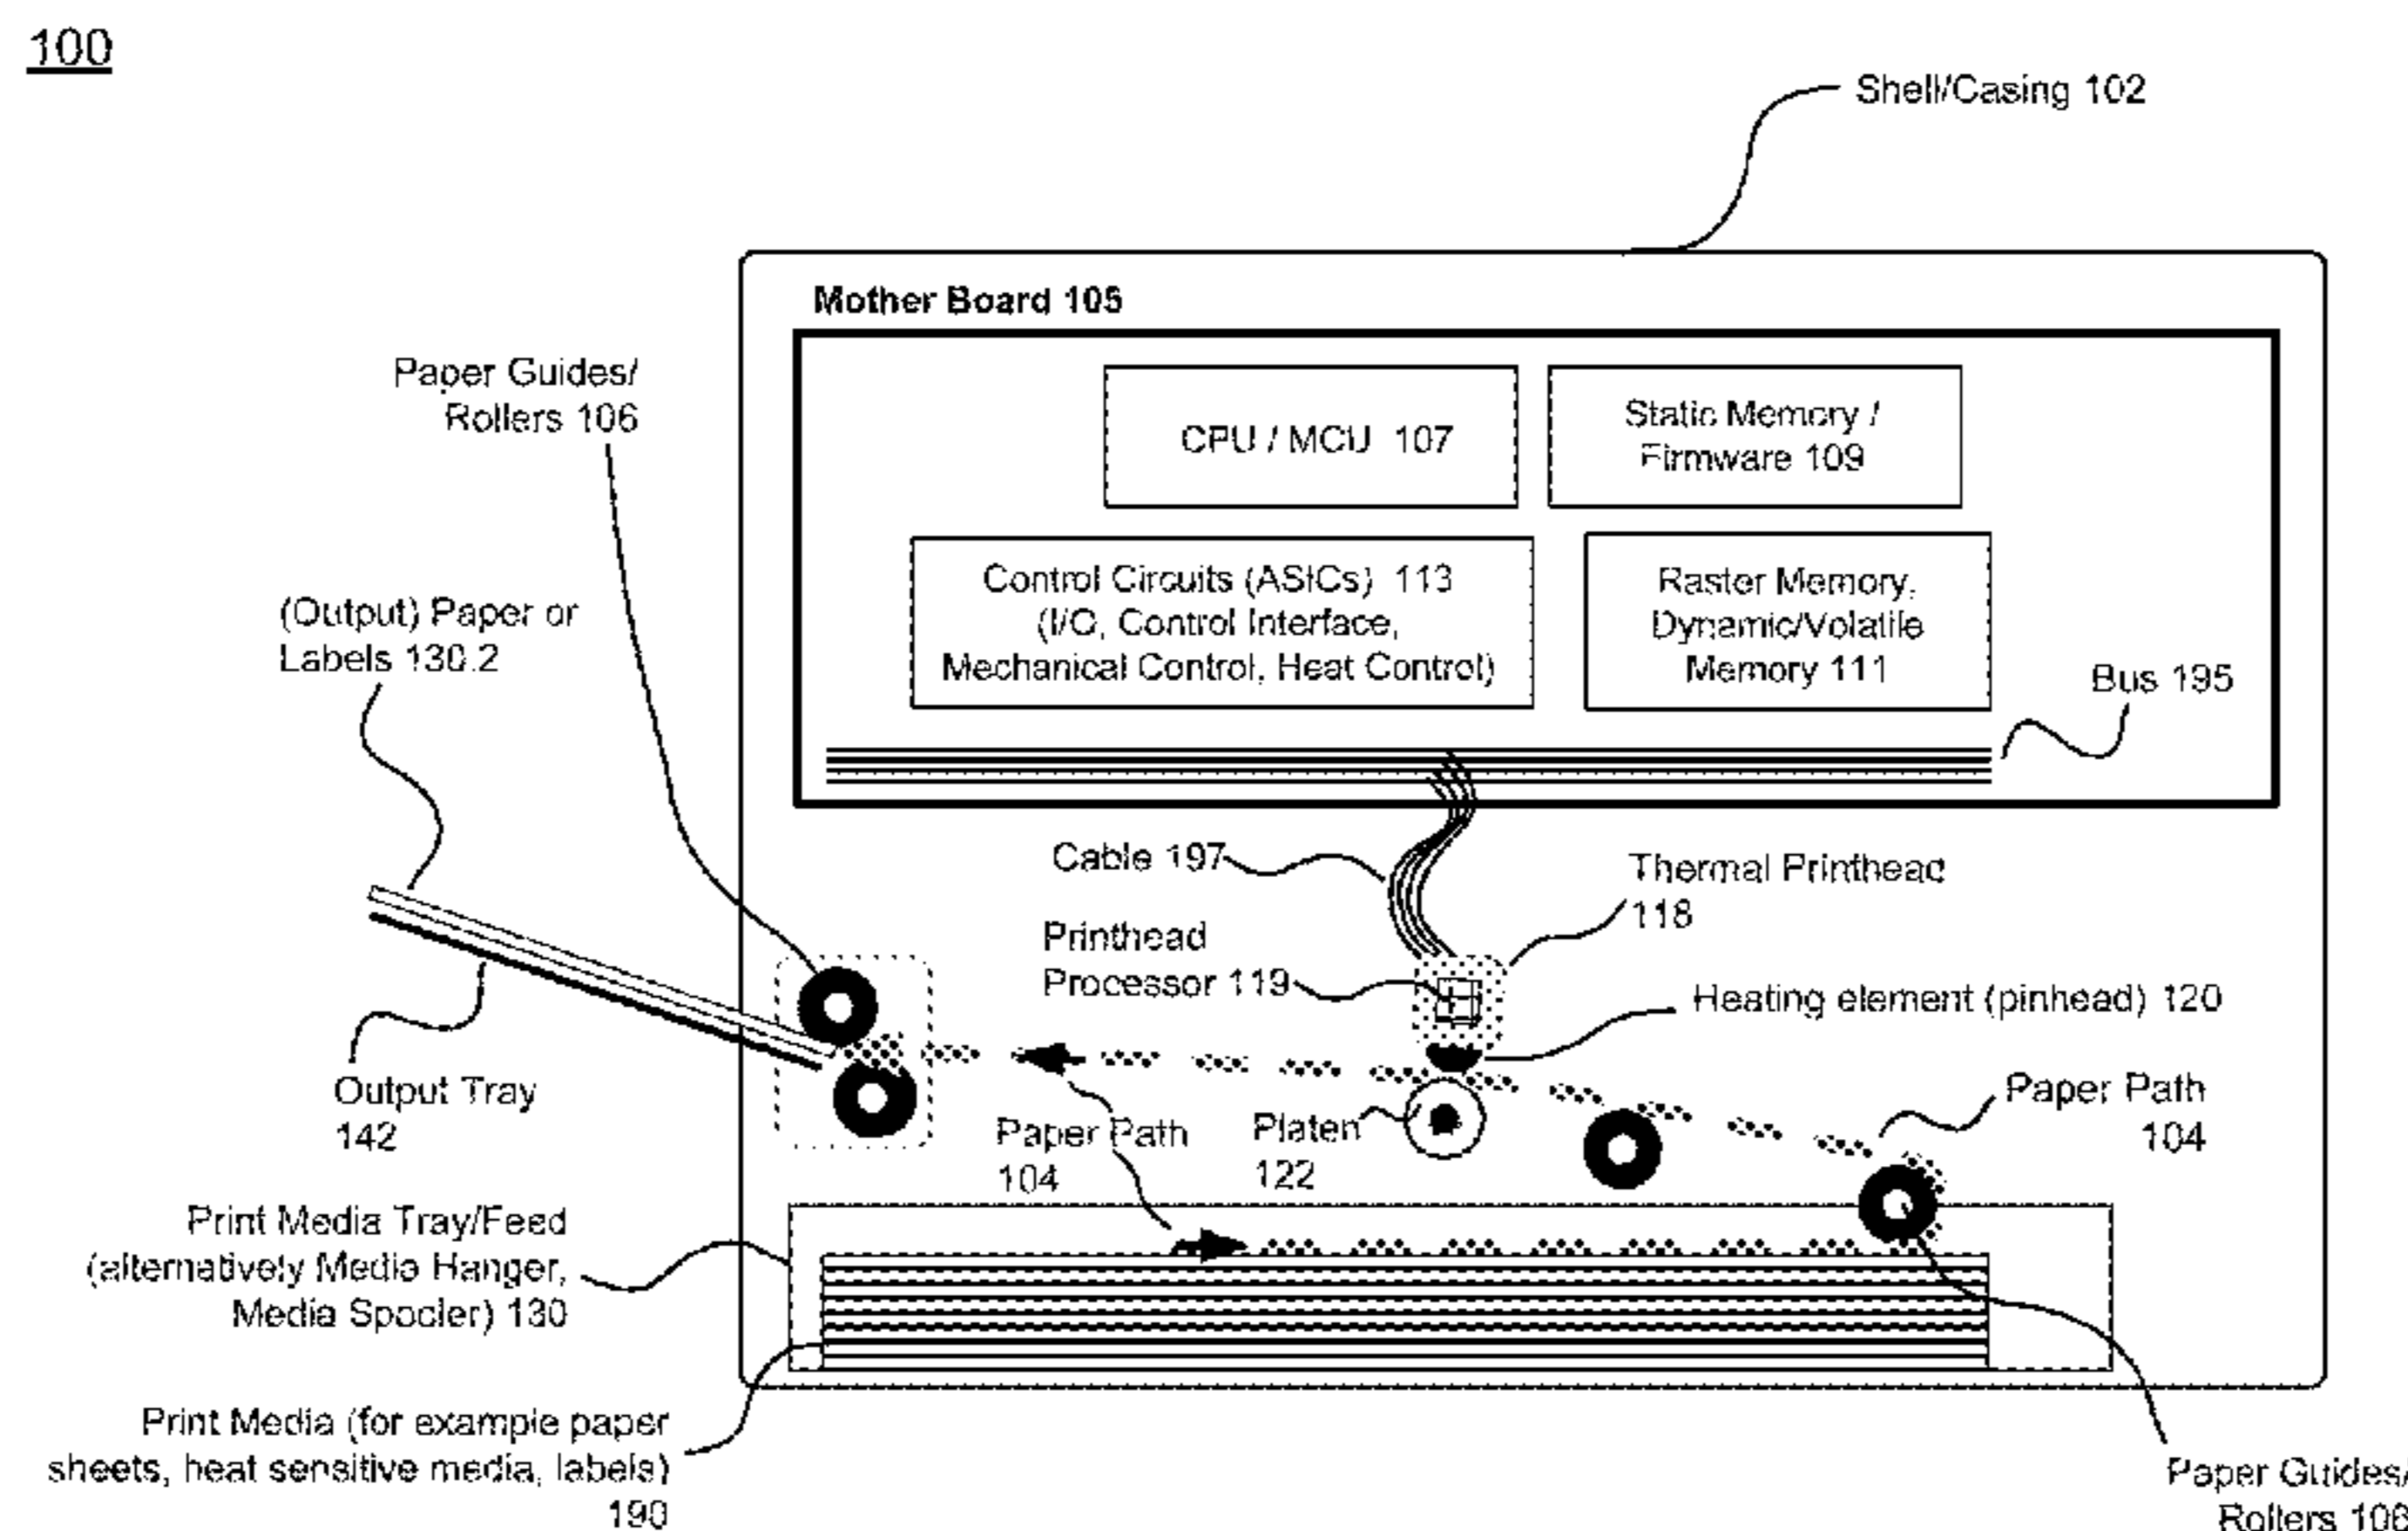 100
Shell/Casing 102
Mother Board 105
Paper Guides/
Rollers 106
CPU / MCU 107
Static Memory /
Firmware 109
Control Circuits (ASICs) 113
(I/O, Control Interface,
Mechanical Control, Heat Control)
Raster Memory,
Dynamic/Volatile
Memory 111
Bus 195
(Output) Paper or
Labels 130.2
Cable 197
Thermal Printhead
118
Printhead
Processor 119
Heating element (pinhead) 120
Output Tray
142
Paper Path
104
Platen
122
Paper Path
104
Print Media Tray/Feed
(alternatively Media Hanger,
Media Spooler) 130
Print Media (for example paper
sheets, heat sensitive media, labels)
190
Paper Guides/
Rollers 106